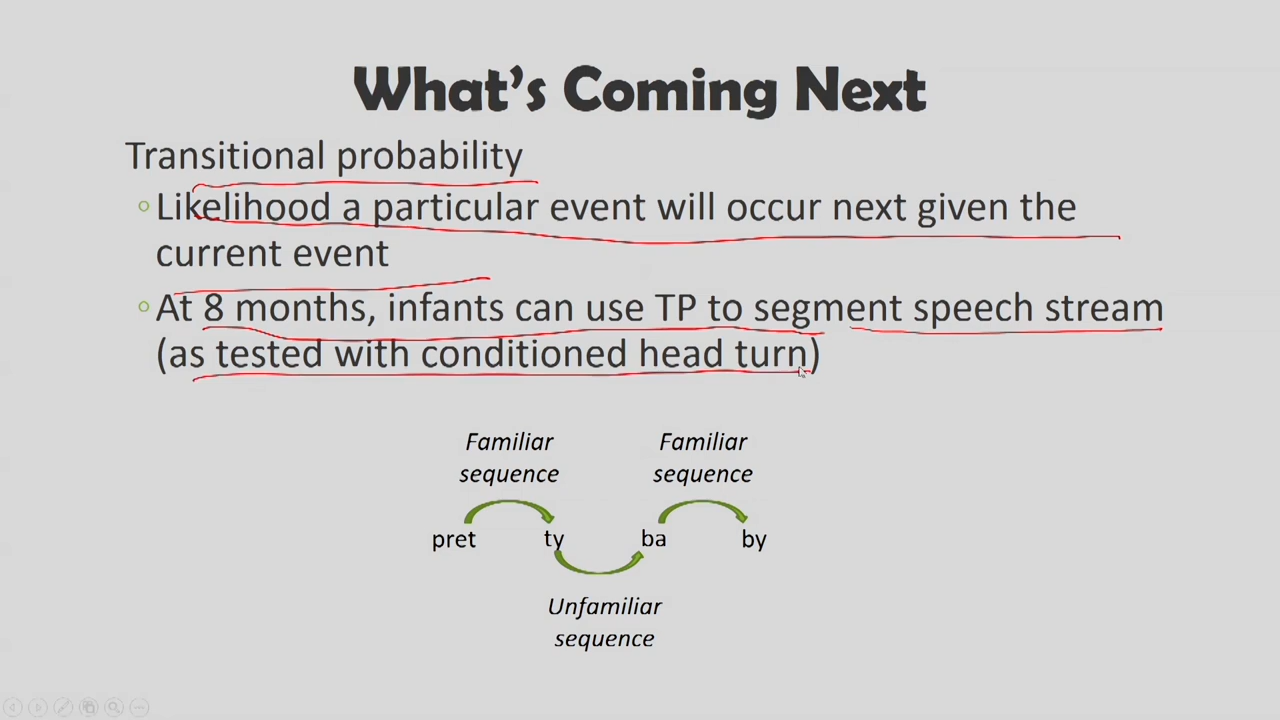 What's Coming Next
Transitional probability
Likelihood a particular event will occur next given the
current event
At 8 months, infants can use TP to segment speech stream
(as tested with conditioned head turn)
Familiar
sequence
Familiar
sequence
pret ty ba by
Unfamiliar
sequence